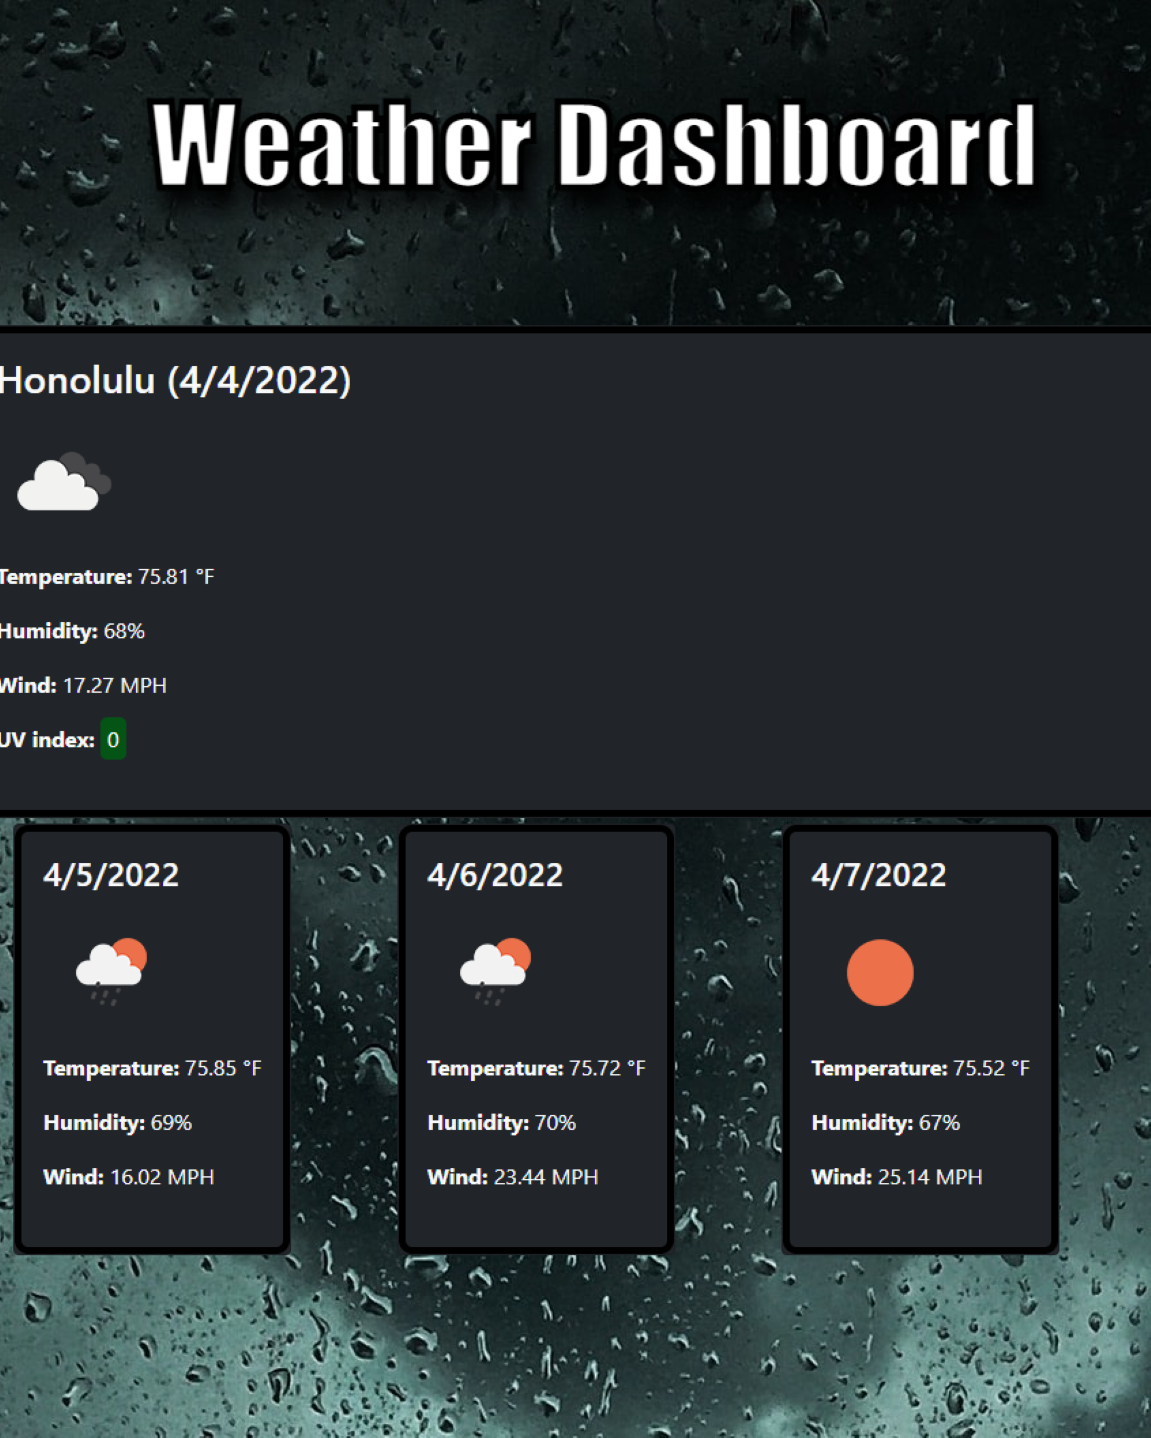 Weather Dashboard
Honolulu (4/4/2022)
Temperature: 75.81 °F
Humidity: 68%
Wind: 17.27 MPH
UV index: 0
4/5/2022
Temperature: 75.85 °F
Humidity: 69%
Wind: 16.02 MPH
4/6/2022
Temperature: 75.72 °F
Humidity: 70%
Wind: 23.44 MPH
4/7/2022
Temperature: 75.52 °F
Humidity: 67%
Wind: 25.14 MPH